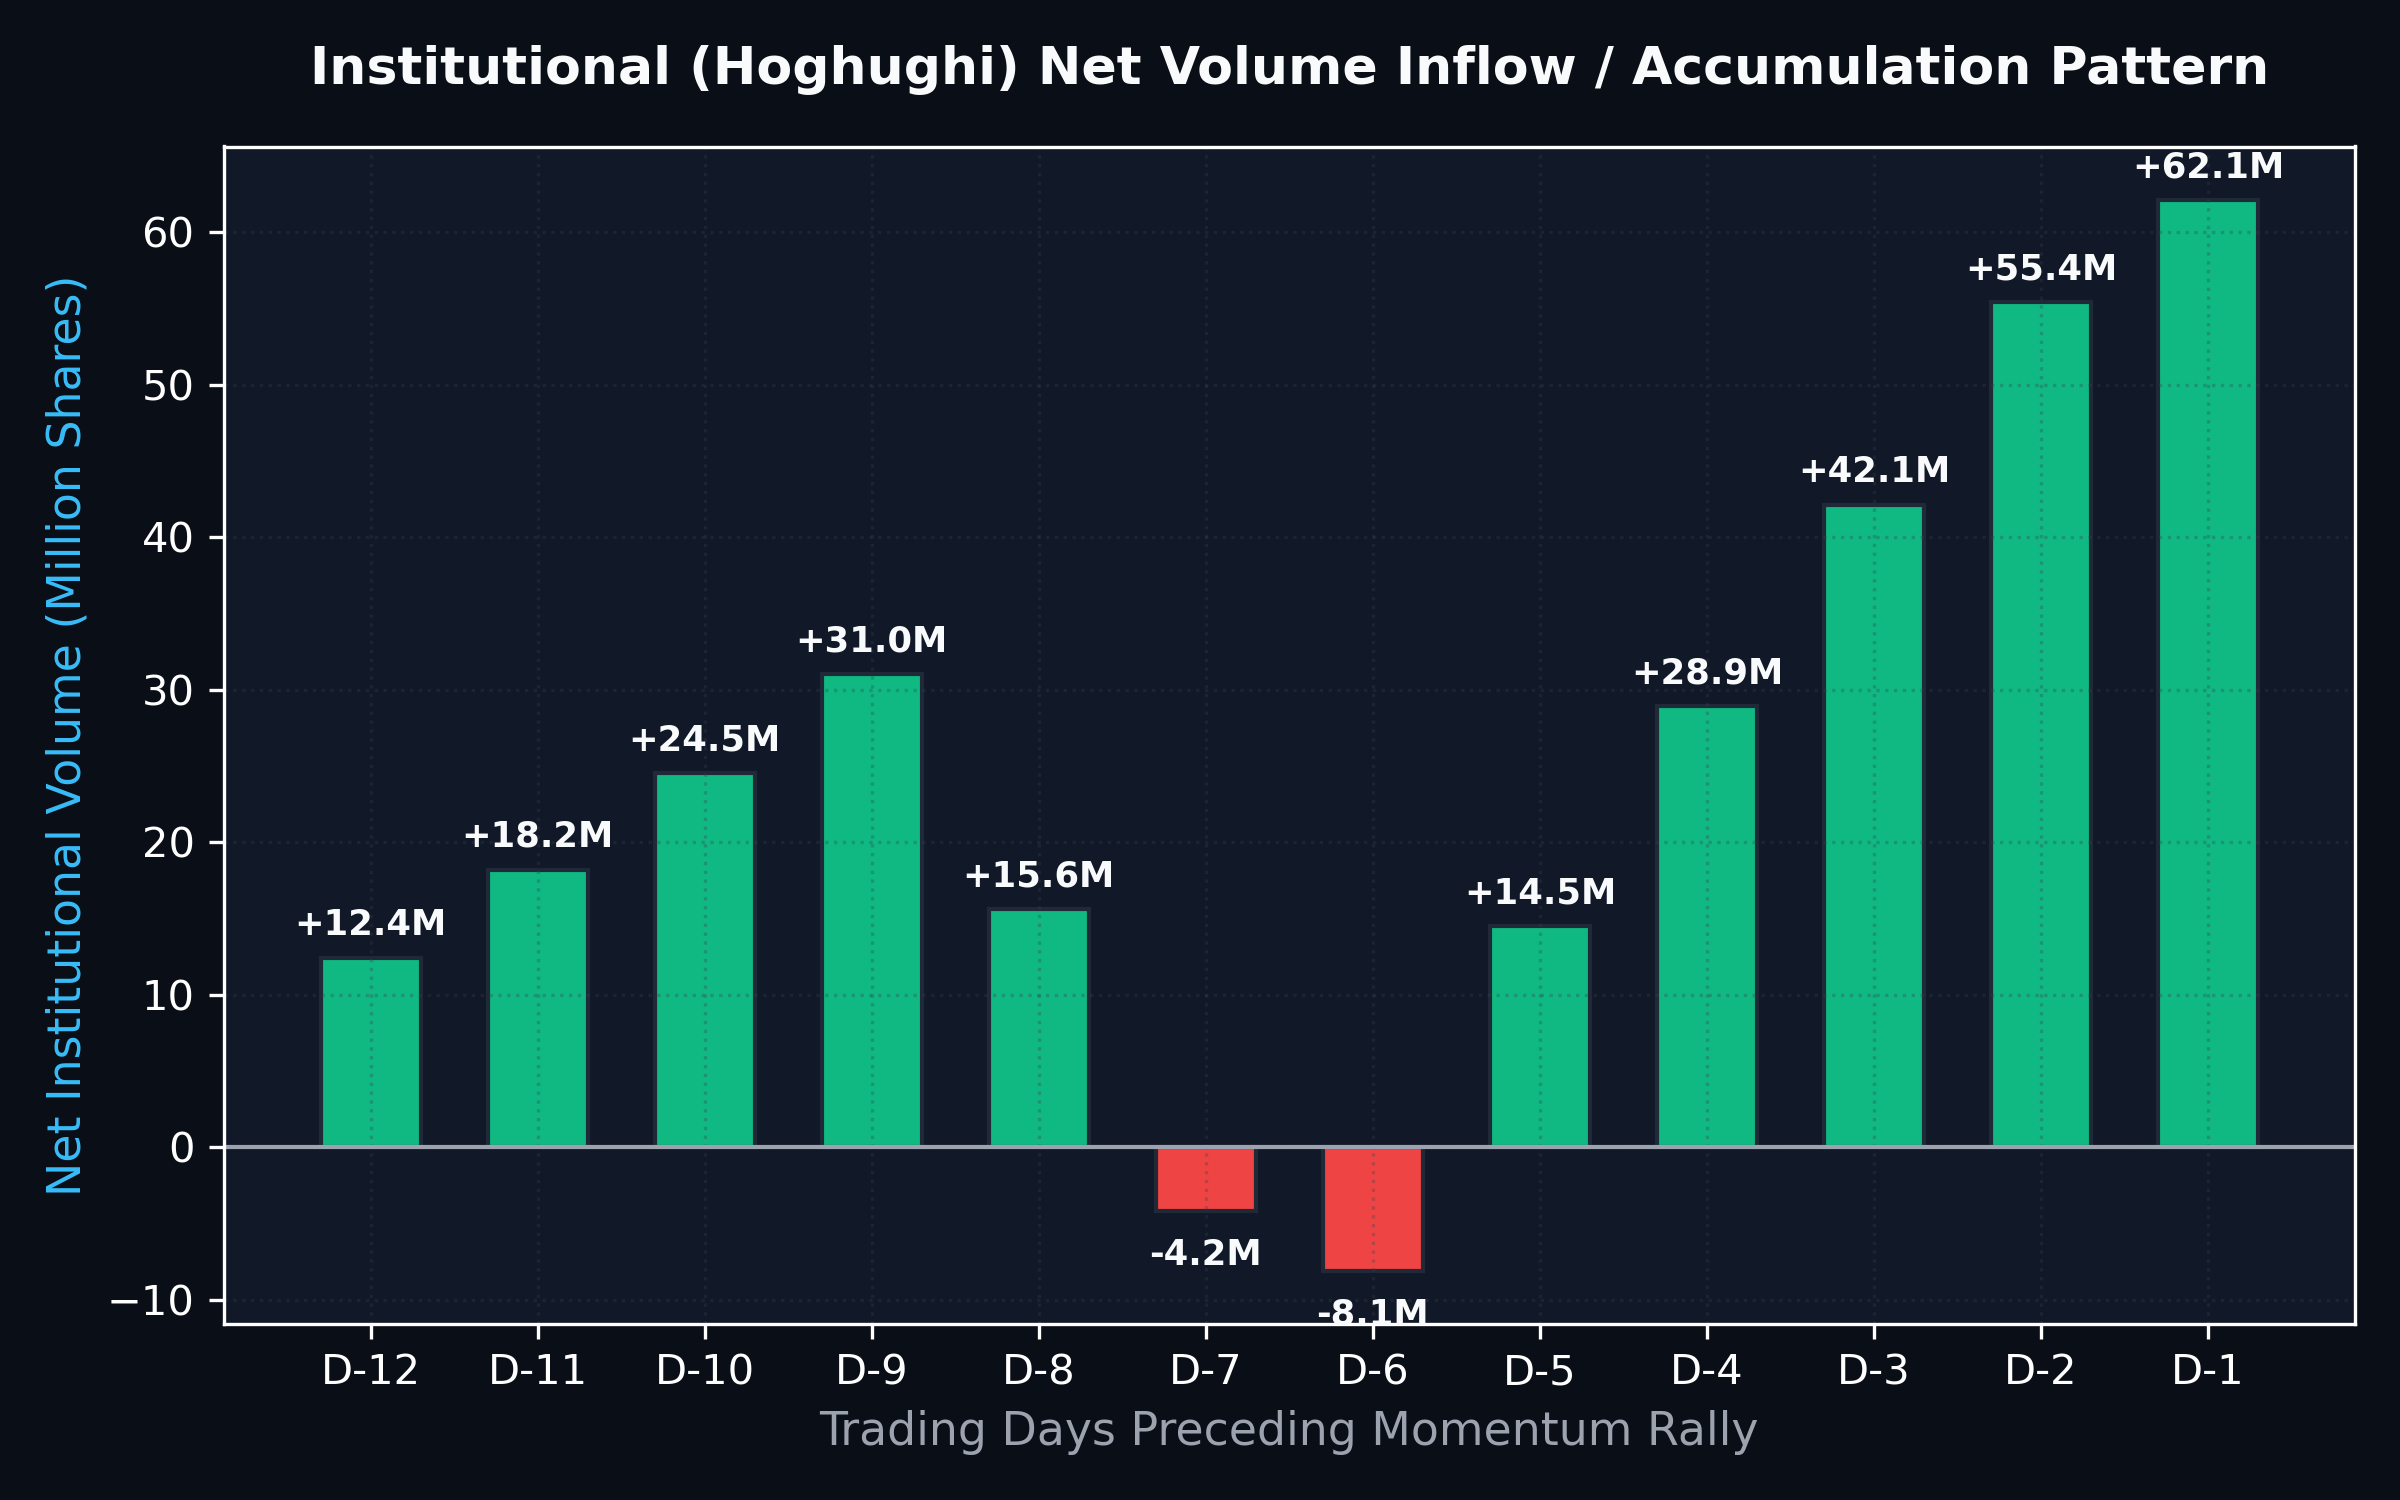 Institutional (Hoghughi) Net Volume Inflow / Accumulation Pattern
Net Institutional Volume (Million Shares)
60
50
40
30
20
10
0
−10
+12.4M
+18.2M
+24.5M
+31.0M
+15.6M
-4.2M
-8.1M
+14.5M
+28.9M
+42.1M
+55.4M
+62.1M
D-12 D-11 D-10 D-9 D-8 D-7 D-6 D-5 D-4 D-3 D-2 D-1
Trading Days Preceding Momentum Rally